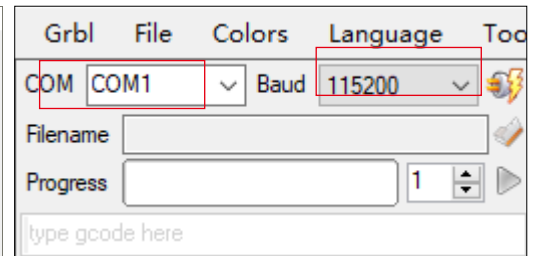 Grbl File Colors Language Too
COM COM1 Baud 115200
Filename
Progress 1
type gcode here